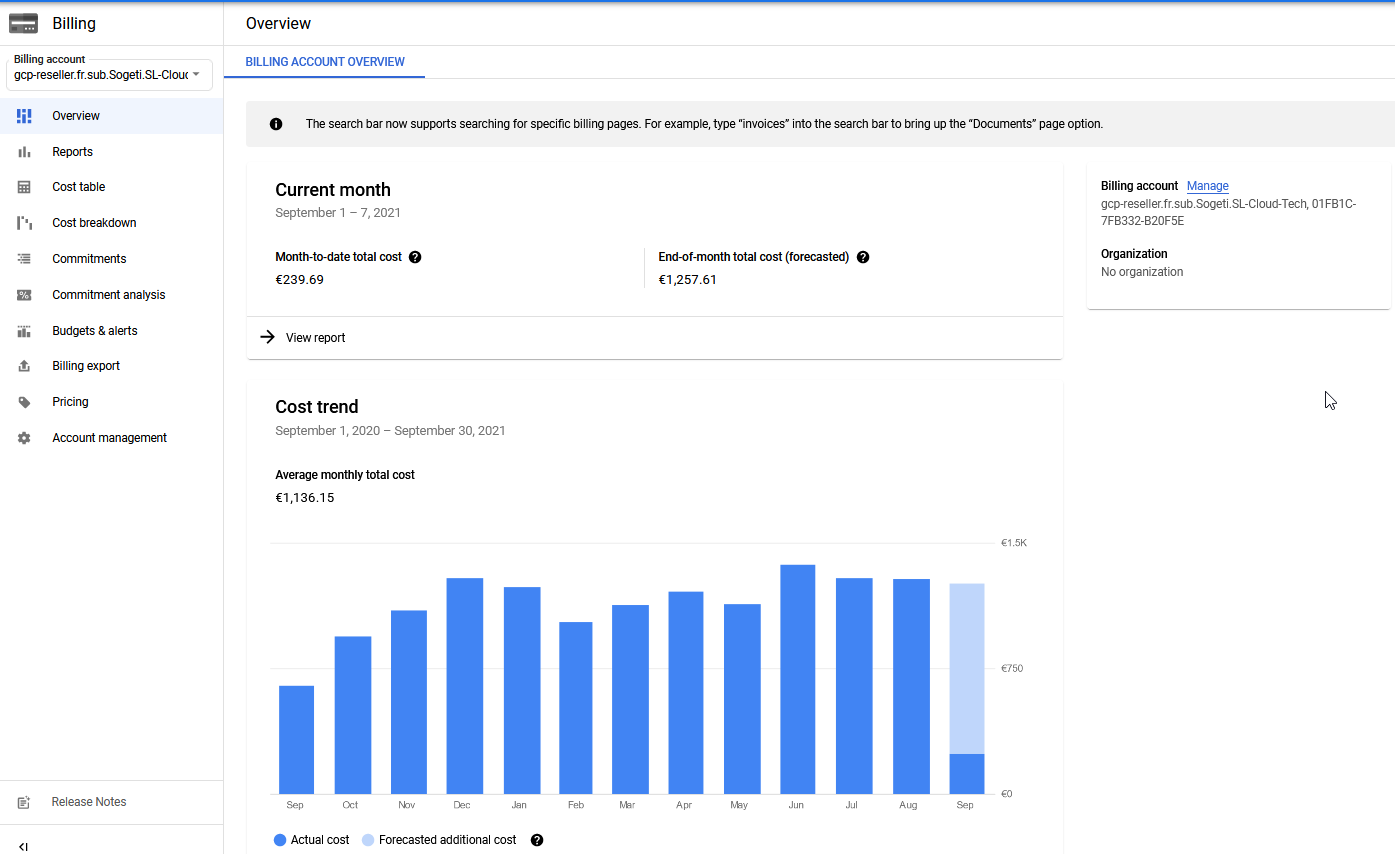 Billing
Overview
Billing account
gcp-reseller.fr.sub.Sogeti.SL-Clouc
BILLING ACCOUNT OVERVIEW
Overview
Reports
Cost table
Cost breakdown
Commitments
Commitment analysis
Budgets & alerts
Billing export
Pricing
Account management
Release Notes
The search bar now supports searching for specific billing pages. For example, type “invoices” into the search bar to bring up the “Documents” page option.
Current month
September 1 – 7, 2021
Month-to-date total cost
€239.69
End-of-month total cost (forecasted)
€1,257.61
View report
Billing account Manage
gcp-reseller.fr.sub.Sogeti.SL-Cloud-Tech, 01FB1C-
7FB332-B20F5E
Organization
No organization
Cost trend
September 1, 2020 – September 30, 2021
Average monthly total cost
€1,136.15
€1.5K
€750
€0
Sep Oct Nov Dec Jan Feb Mar Apr May Jun Jul Aug Sep
Actual cost Forecasted additional cost